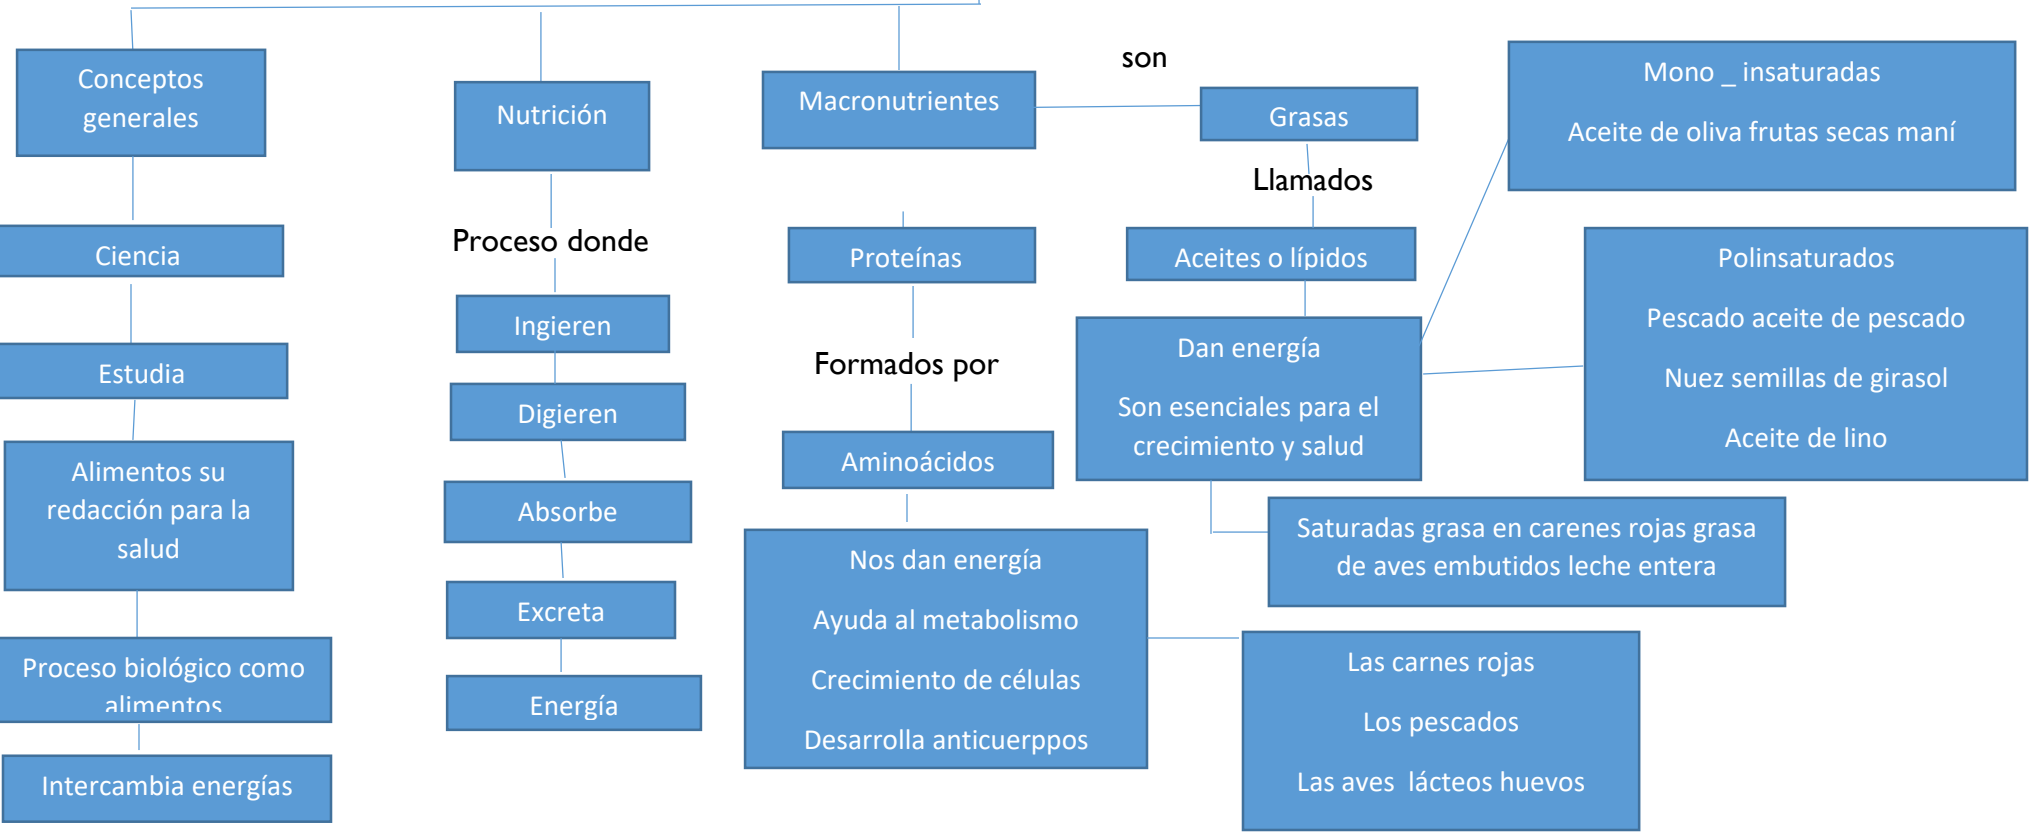 Conceptos
generales
Ciencia
Estudia
Alimentos su
redacción para la
salud
Proceso biológico como
alimentos
Intercambia energías
Nutrición
Proceso donde
Ingieren
Digieren
Absorbe
Excreta
Energía
Macronutrientes
Proteínas
Formados por
Aminoácidos
Nos dan energía
Ayuda al metabolismo
Crecimiento de células
Desarrolla anticuerppos
Las carnes rojas
Los pescados
Las aves  lácteos huevos
son
Grasas
Llamados
Aceites o lípidos
Dan energía
Son esenciales para el
crecimiento y salud
Mono _ insaturadas
Aceite de oliva frutas secas maní
Polinsaturados
Pescado aceite de pescado
Nuez semillas de girasol
Aceite de lino
Saturadas grasa en carenes rojas grasa
de aves embutidos leche entera